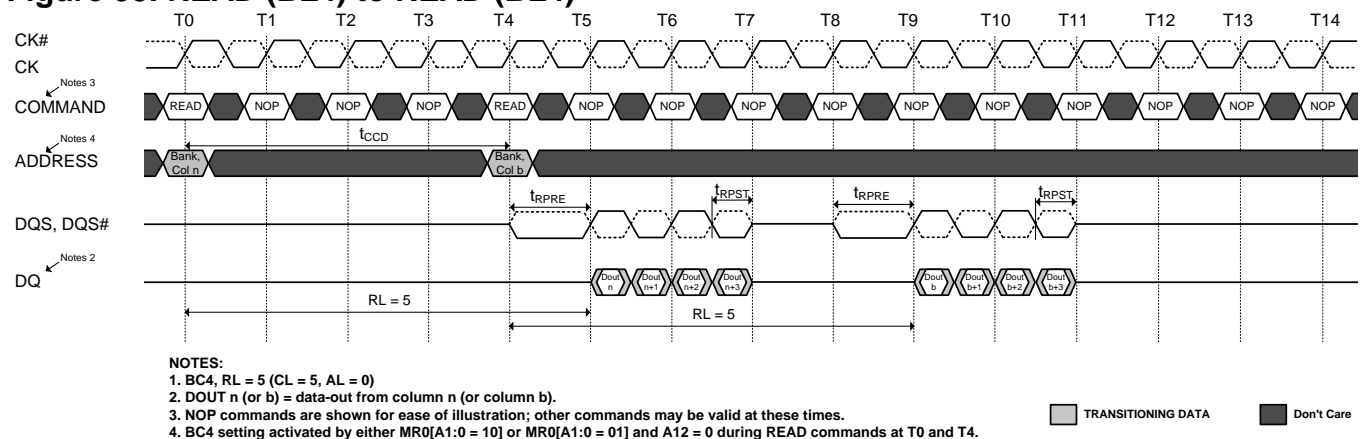 Figure READ to READ
T0 T1 T2 T3 T4 T5 T6 T7 T8 T9 T10 T11 T12 T13 T14
CK#
CK
Notes 3
COMMAND READ NOP NOP NOP READ NOP NOP NOP NOP NOP NOP NOP NOP NOP NOP
Notes 4
tCCD
ADDRESS Bank, Col n Bank, Col b
tRPRE tRPST tRPRE tRPST
DQS, DQS#
Notes 2
DQ Dout n Dout n+1 Dout n+2 Dout n+3 Dout b Dout b+1 Dout b+2 Dout b+3
RL = 5
RL = 5
NOTES:
1. BC4, RL = 5 (CL = 5, AL = 0)
2. DOUT n (or b) = data-out from column n (or column b).
3. NOP commands are shown for ease of illustration; other commands may be valid at these times.
4. BC4 setting activated by either MR0[A1:0 = 10] or MR0[A1:0 = 01] and A12 = 0 during READ commands at T0 and T4.
TRANSITIONING DATA Don't Care